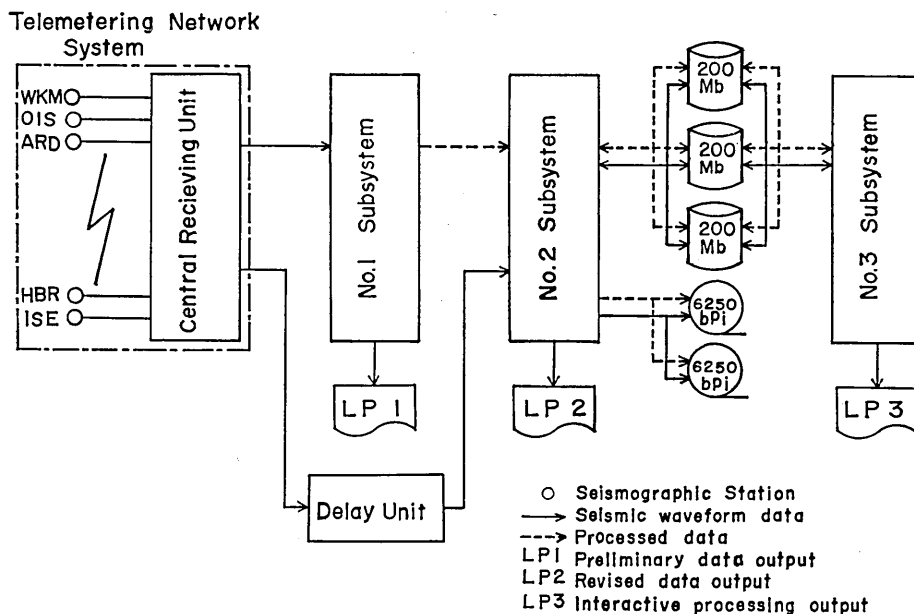 Telemetering Network
System
WKM
OIS
ARD
HBR
ISE
Central Recieving Unit
No.1 Subsystem
No.2 Subsystem
No.3 Subsystem
200
Mb
200
Mb
200
Mb
6250
bPi
6250
bPi
LP 1
LP 2
LP 3
Delay Unit
Seismographic Station
Seismic waveform data
Processed data
LP1 Preliminary data output
LP2 Revised data output
LP3 Interactive processing output